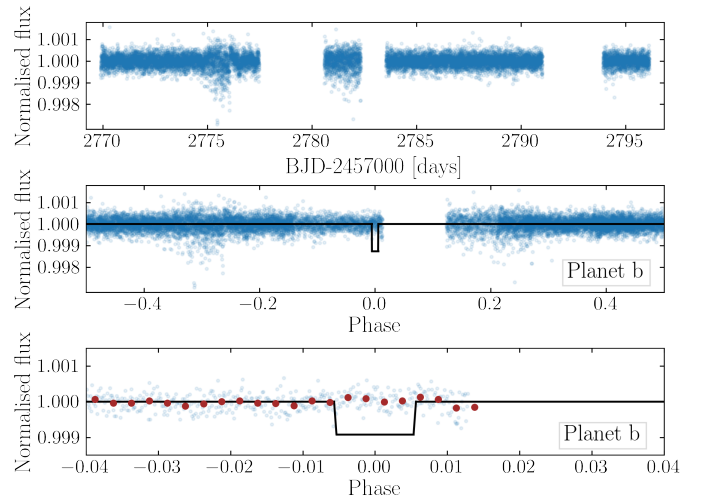 Normalised flux
1.001
1.000
0.999
0.998
2770 2775 2780 2785 2790 2795
BJD-2457000 [days]
Normalised flux
1.001
1.000
0.999
0.998
Planet b
−0.4 −0.2 0.0 0.2 0.4
Phase
Normalised flux
1.001
1.000
0.999
Planet b
−0.04 −0.03 −0.02 −0.01 0.00 0.01 0.02 0.03 0.04
Phase